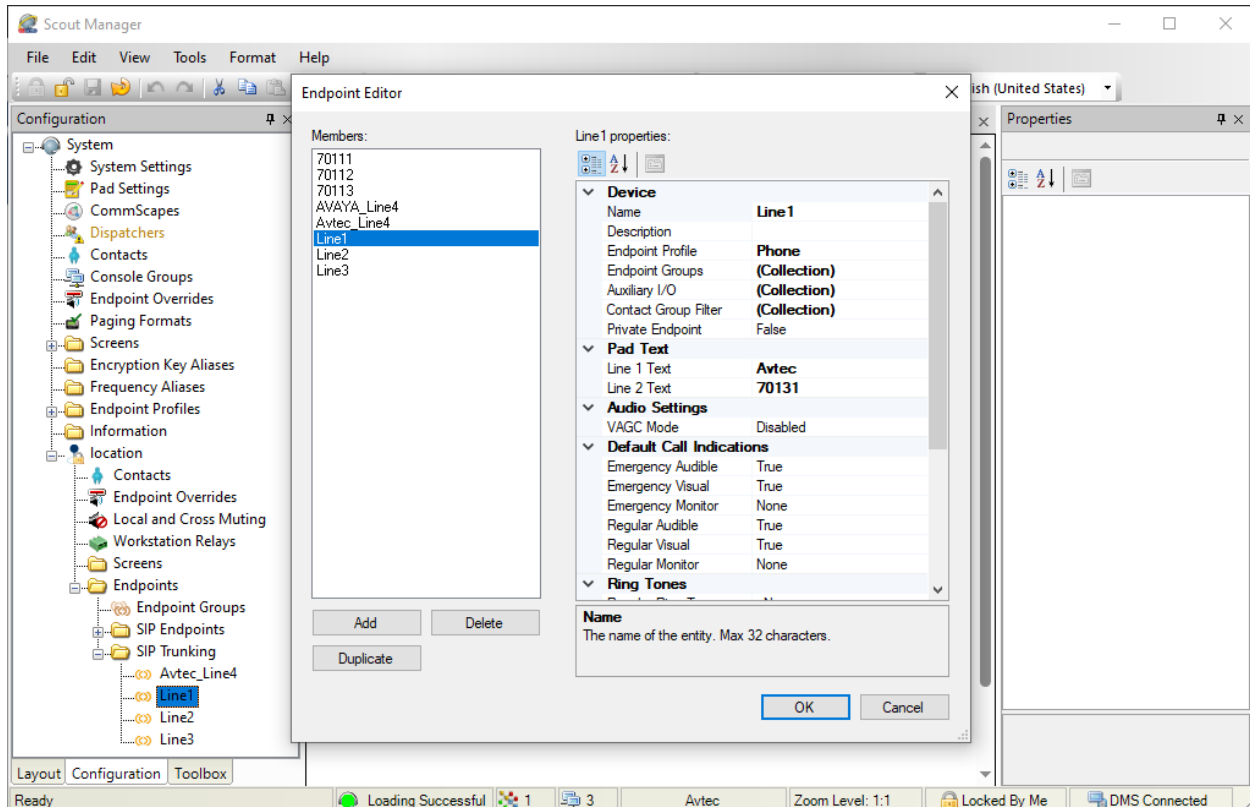 Scout Manager
File Edit View Tools Format Help
ish (United States)
Configuration
System
System Settings
Pad Settings
CommScapes
Dispatchers
Contacts
Console Groups
Endpoint Overrides
Paging Formats
Screens
Encryption Key Aliases
Frequency Aliases
Endpoint Profiles
Information
location
Contacts
Endpoint Overrides
Local and Cross Muting
Workstation Relays
Screens
Endpoints
Endpoint Groups
SIP Endpoints
SIP Trunking
Avtec_Line4
Line1
Line2
Line3
Layout Configuration Toolbox
Endpoint Editor
Members:
70111
70112
70113
AVAYA_Line4
Avtec_Line4
Line1
Line2
Line3
Add Delete
Duplicate
Line1 properties:
Device
Name Line1
Description
Endpoint Profile Phone
Endpoint Groups (Collection)
Auxiliary I/O (Collection)
Contact Group Filter (Collection)
Private Endpoint False
Pad Text
Line 1 Text Avtec
Line 2 Text 70131
Audio Settings
VAGC Mode Disabled
Default Call Indications
Emergency Audible True
Emergency Visual True
Emergency Monitor None
Regular Audible True
Regular Visual True
Regular Monitor None
Ring Tones
Name
The name of the entity. Max 32 characters.
OK Cancel
Properties
Ready Loading Successful 1 3 Avtec Zoom Level: 1:1 Locked By Me DMS Connected